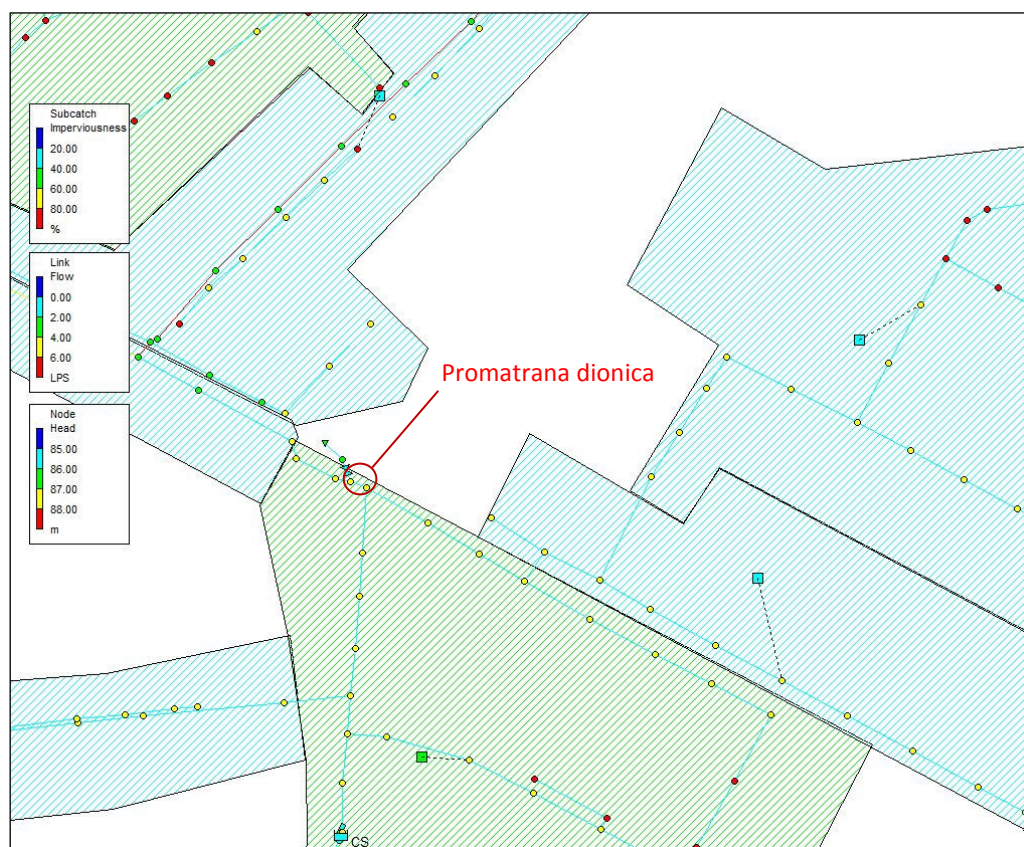 Subcatch
Imperviousness
20.00
40.00
60.00
80.00
%
Link
Flow
0.00
2.00
4.00
6.00
LPS
Promatrana dionica
Node
Head
85.00
86.00
87.00
88.00
m
CS